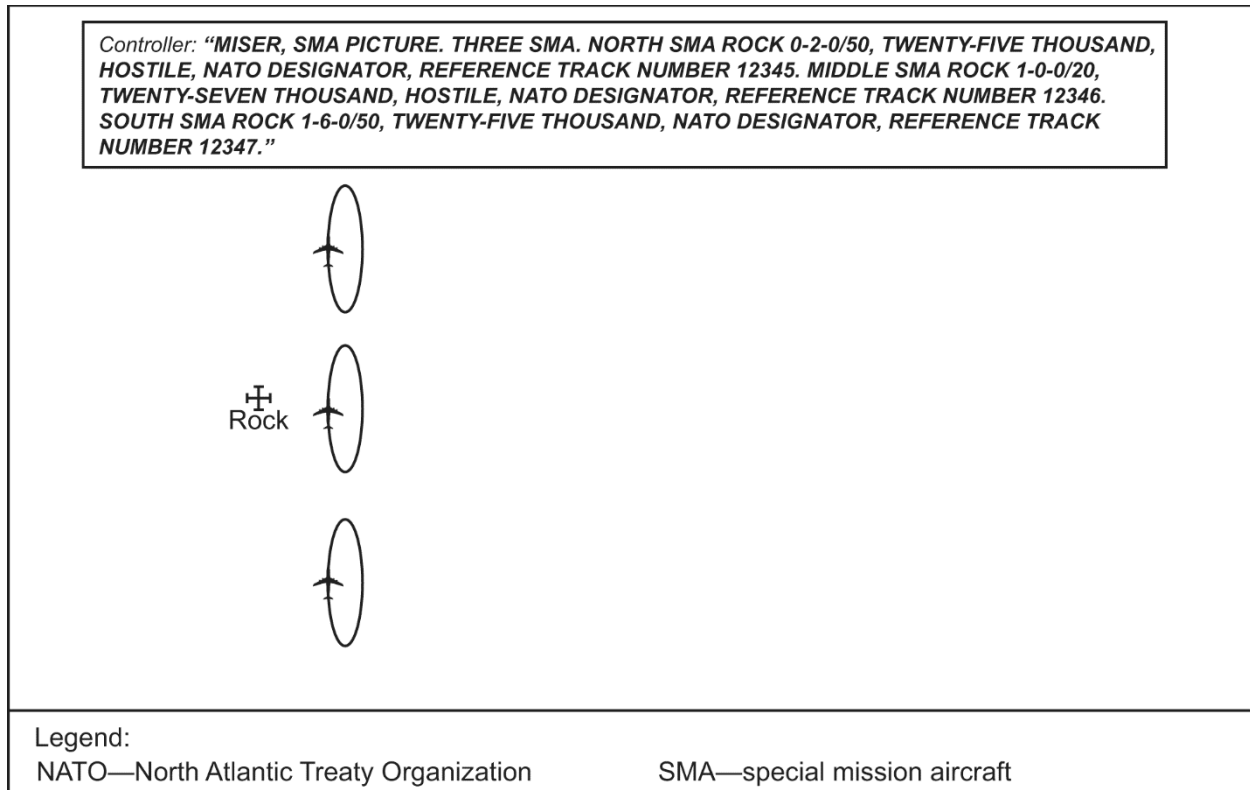 Controller: “MISER, SMA PICTURE. THREE SMA. NORTH SMA ROCK 0-2-0/50, TWENTY-FIVE THOUSAND,
HOSTILE, NATO DESIGNATOR, REFERENCE TRACK NUMBER 12345. MIDDLE SMA ROCK 1-0-0/20,
TWENTY-SEVEN THOUSAND, HOSTILE, NATO DESIGNATOR, REFERENCE TRACK NUMBER 12346.
SOUTH SMA ROCK 1-6-0/50, TWENTY-FIVE THOUSAND, NATO DESIGNATOR, REFERENCE TRACK
NUMBER 12347.”
Rock
Legend:
NATO—North Atlantic Treaty Organization SMA—special mission aircraft